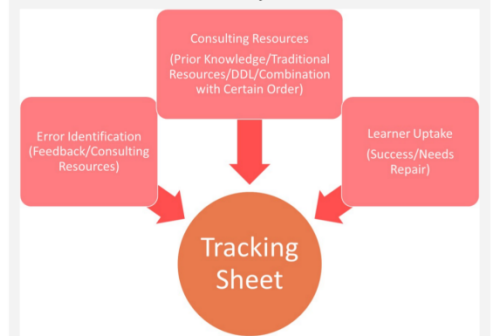 Consulting Resources
(Prior Knowledge/Traditional
Resources/DDL/Combination
with Certain Order)
Error Identification
(Feedback/Consulting
Resources)
Learner Uptake
(Success/Needs
Repair)
Tracking
Sheet